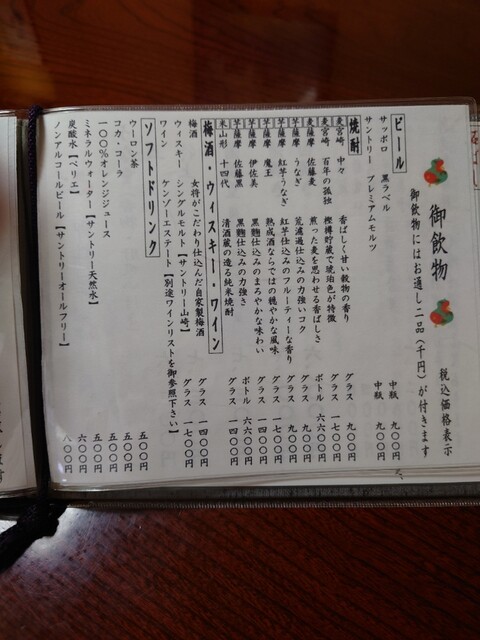 御飲物
税込価格表示
御飲物にはお通し二品(千円)が付きます
ビール
サッポロ 黒ラベル 中瓶 九〇〇円
サントリー プレミアムモルツ 中瓶 九〇〇円
焼酎
麦 宮崎 中々 香ばしく甘い穀物の香り グラス 九〇〇円
麦 宮崎 百年の孤独 樫樽貯蔵で琥珀色が特徴 グラス 一七〇〇円
麦 薩摩 佐藤麦 煎った麦を思わせる香ばしさ ボトル 六六〇〇円
芋 薩摩 うなぎ 荒濾過仕込みの力強いコク グラス 九〇〇円
芋 薩摩 紅芋うなぎ 紅芋仕込みのフルーティーな香り グラス 九〇〇円
芋 薩摩 魔王 熟成酒ならではの穏やかな風味 グラス 一七〇〇円
芋 薩摩 伊佐美 黒麹仕込みのまろやかな味わい グラス 一四〇〇円
芋 薩摩 佐藤黒 黒麹仕込みの力強さ ボトル 六六〇〇円
米 山形 十四代 清酒蔵の造る純米焼酎 グラス 一四〇〇円
梅酒・ウィスキー・ワイン
梅酒 女将がこだわり仕込んだ自家製梅酒 グラス 一四〇〇円
ウィスキー シングルモルト【サントリー山崎】 グラス 一七〇〇円
ワイン ケンゾーエステート【別途ワインリストを御参照下さい】
ソフトドリンク
ウーロン茶 五〇〇円
コカ・コーラ 五〇〇円
100%オレンジジュース 五〇〇円
ミネラルウォーター【サントリー天然水】 五〇〇円
炭酸水【ペリエ】 六〇〇円
ノンアルコールビール【サントリーオールフリー】 八〇〇円